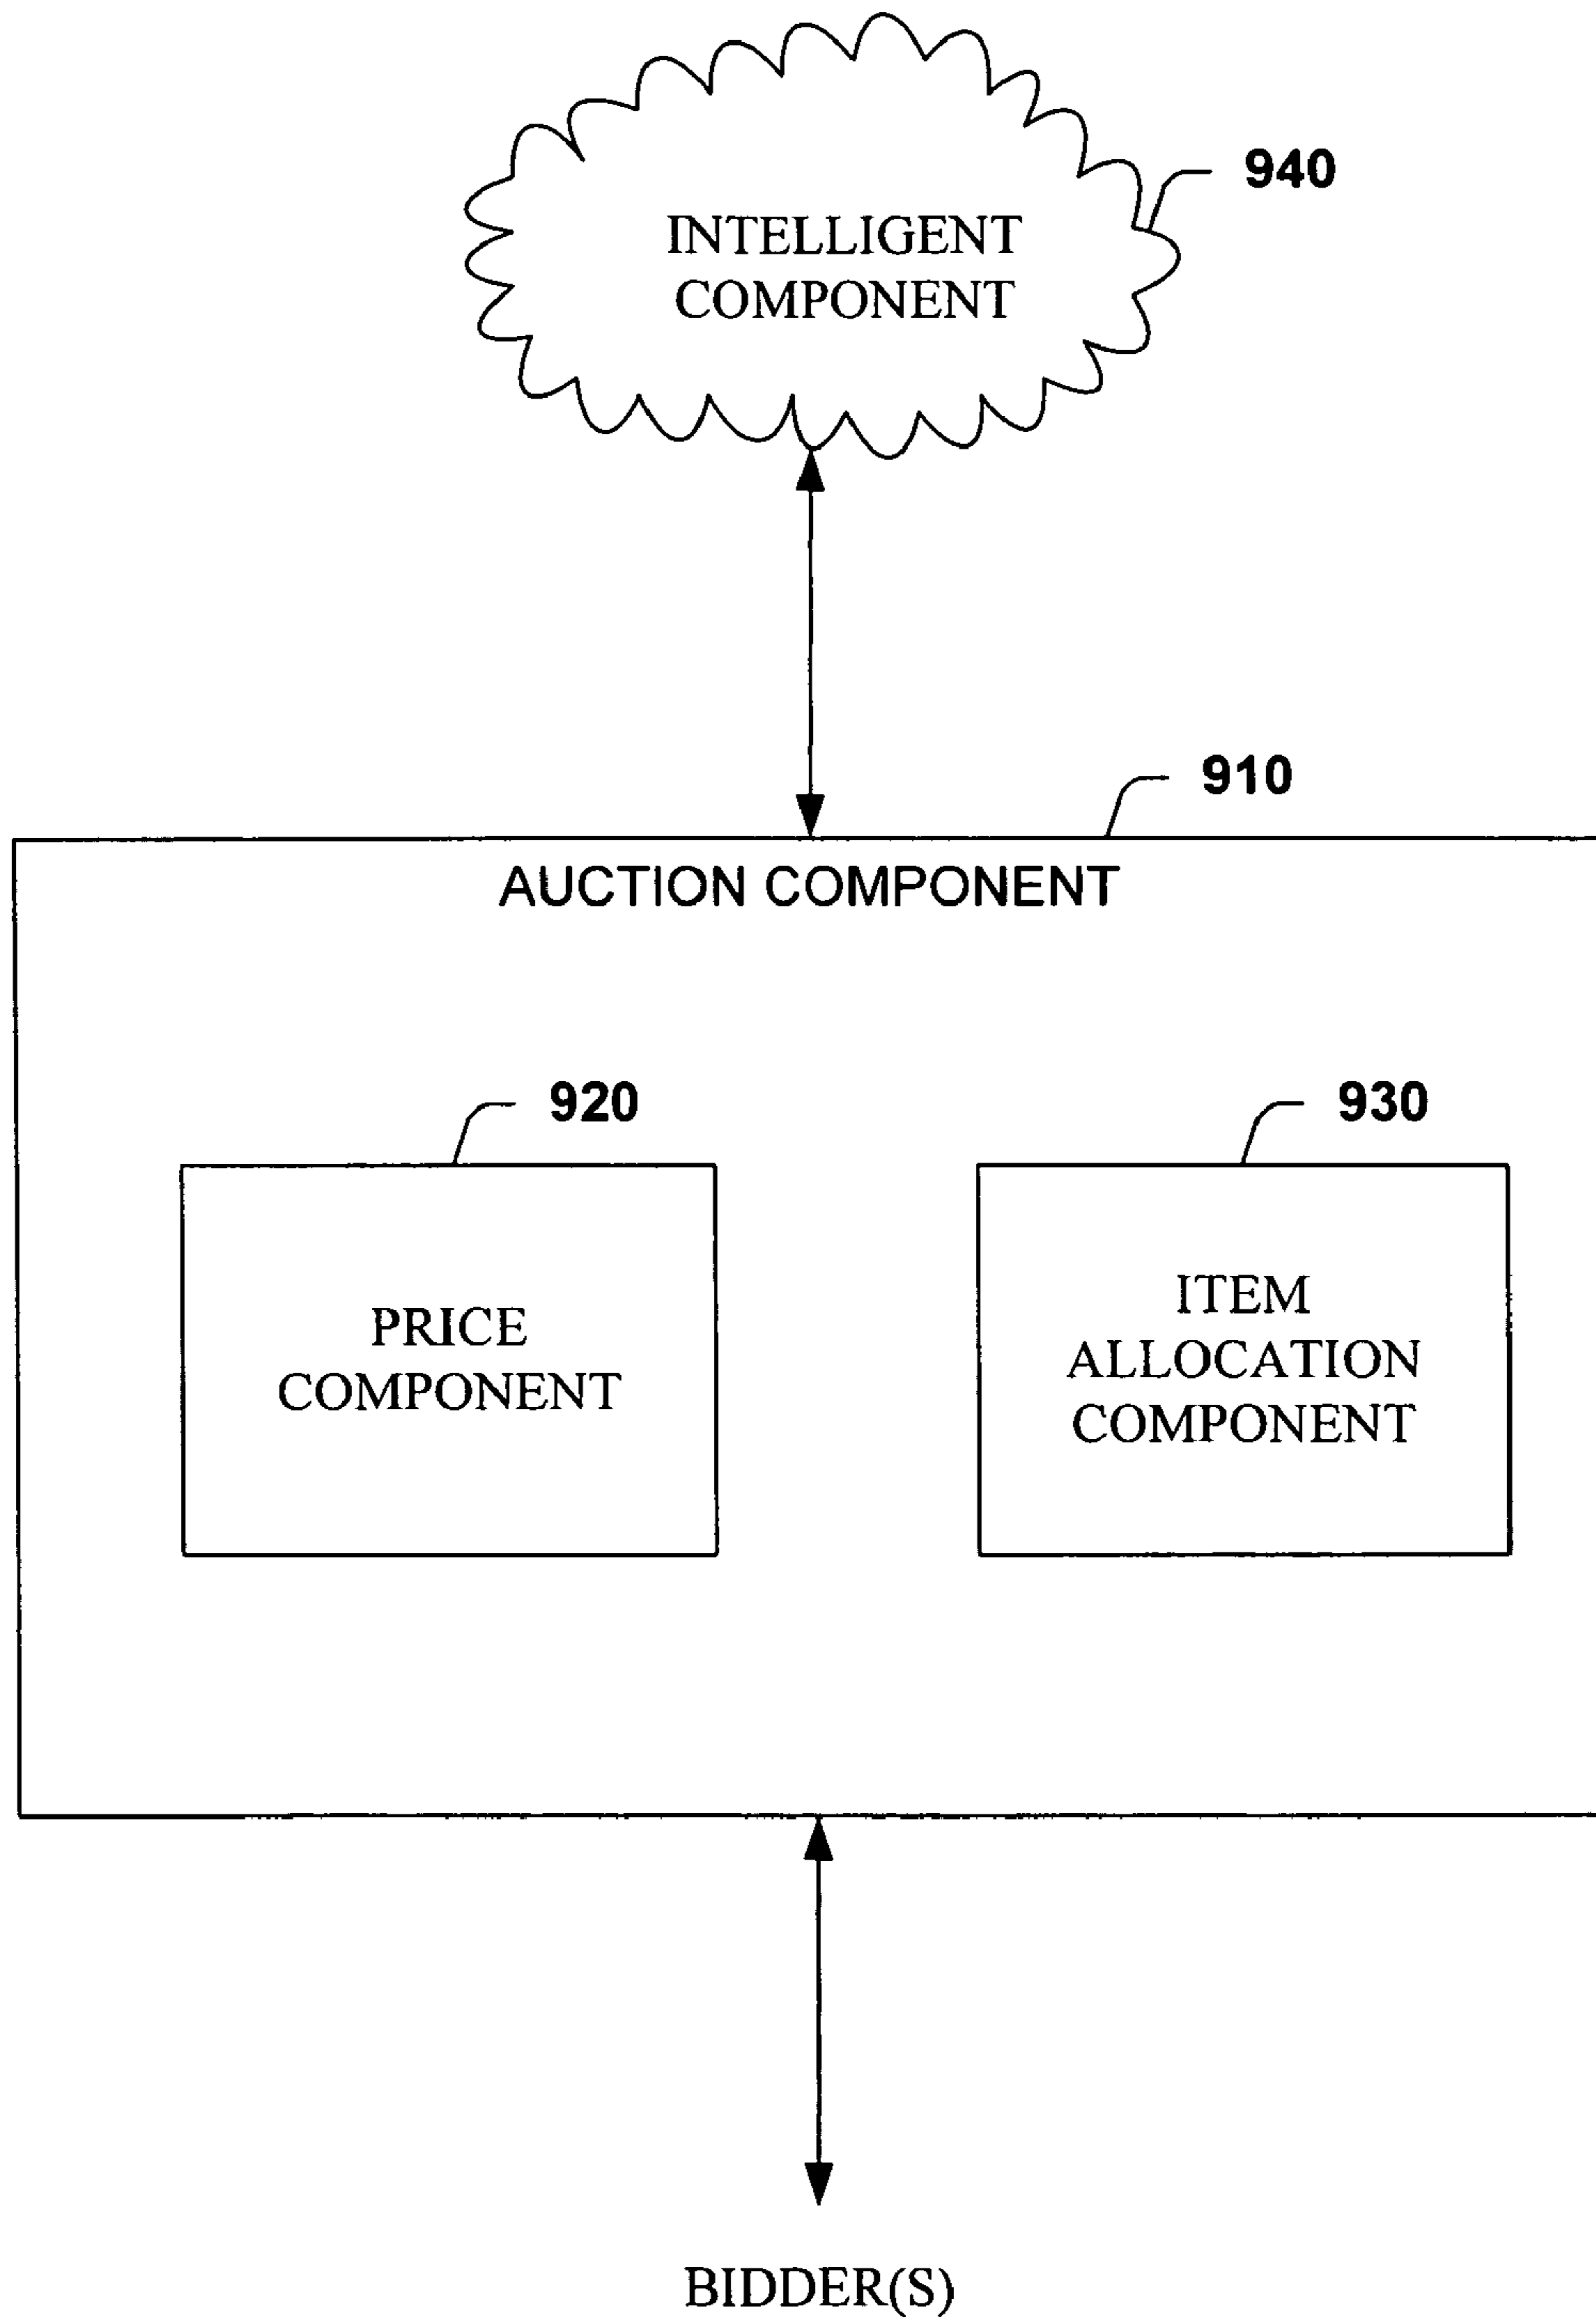 940
INTELLIGENT
COMPONENT
910
AUCTION COMPONENT
920
930
PRICE
COMPONENT
ITEM
ALLOCATION
COMPONENT
BIDDER(S)